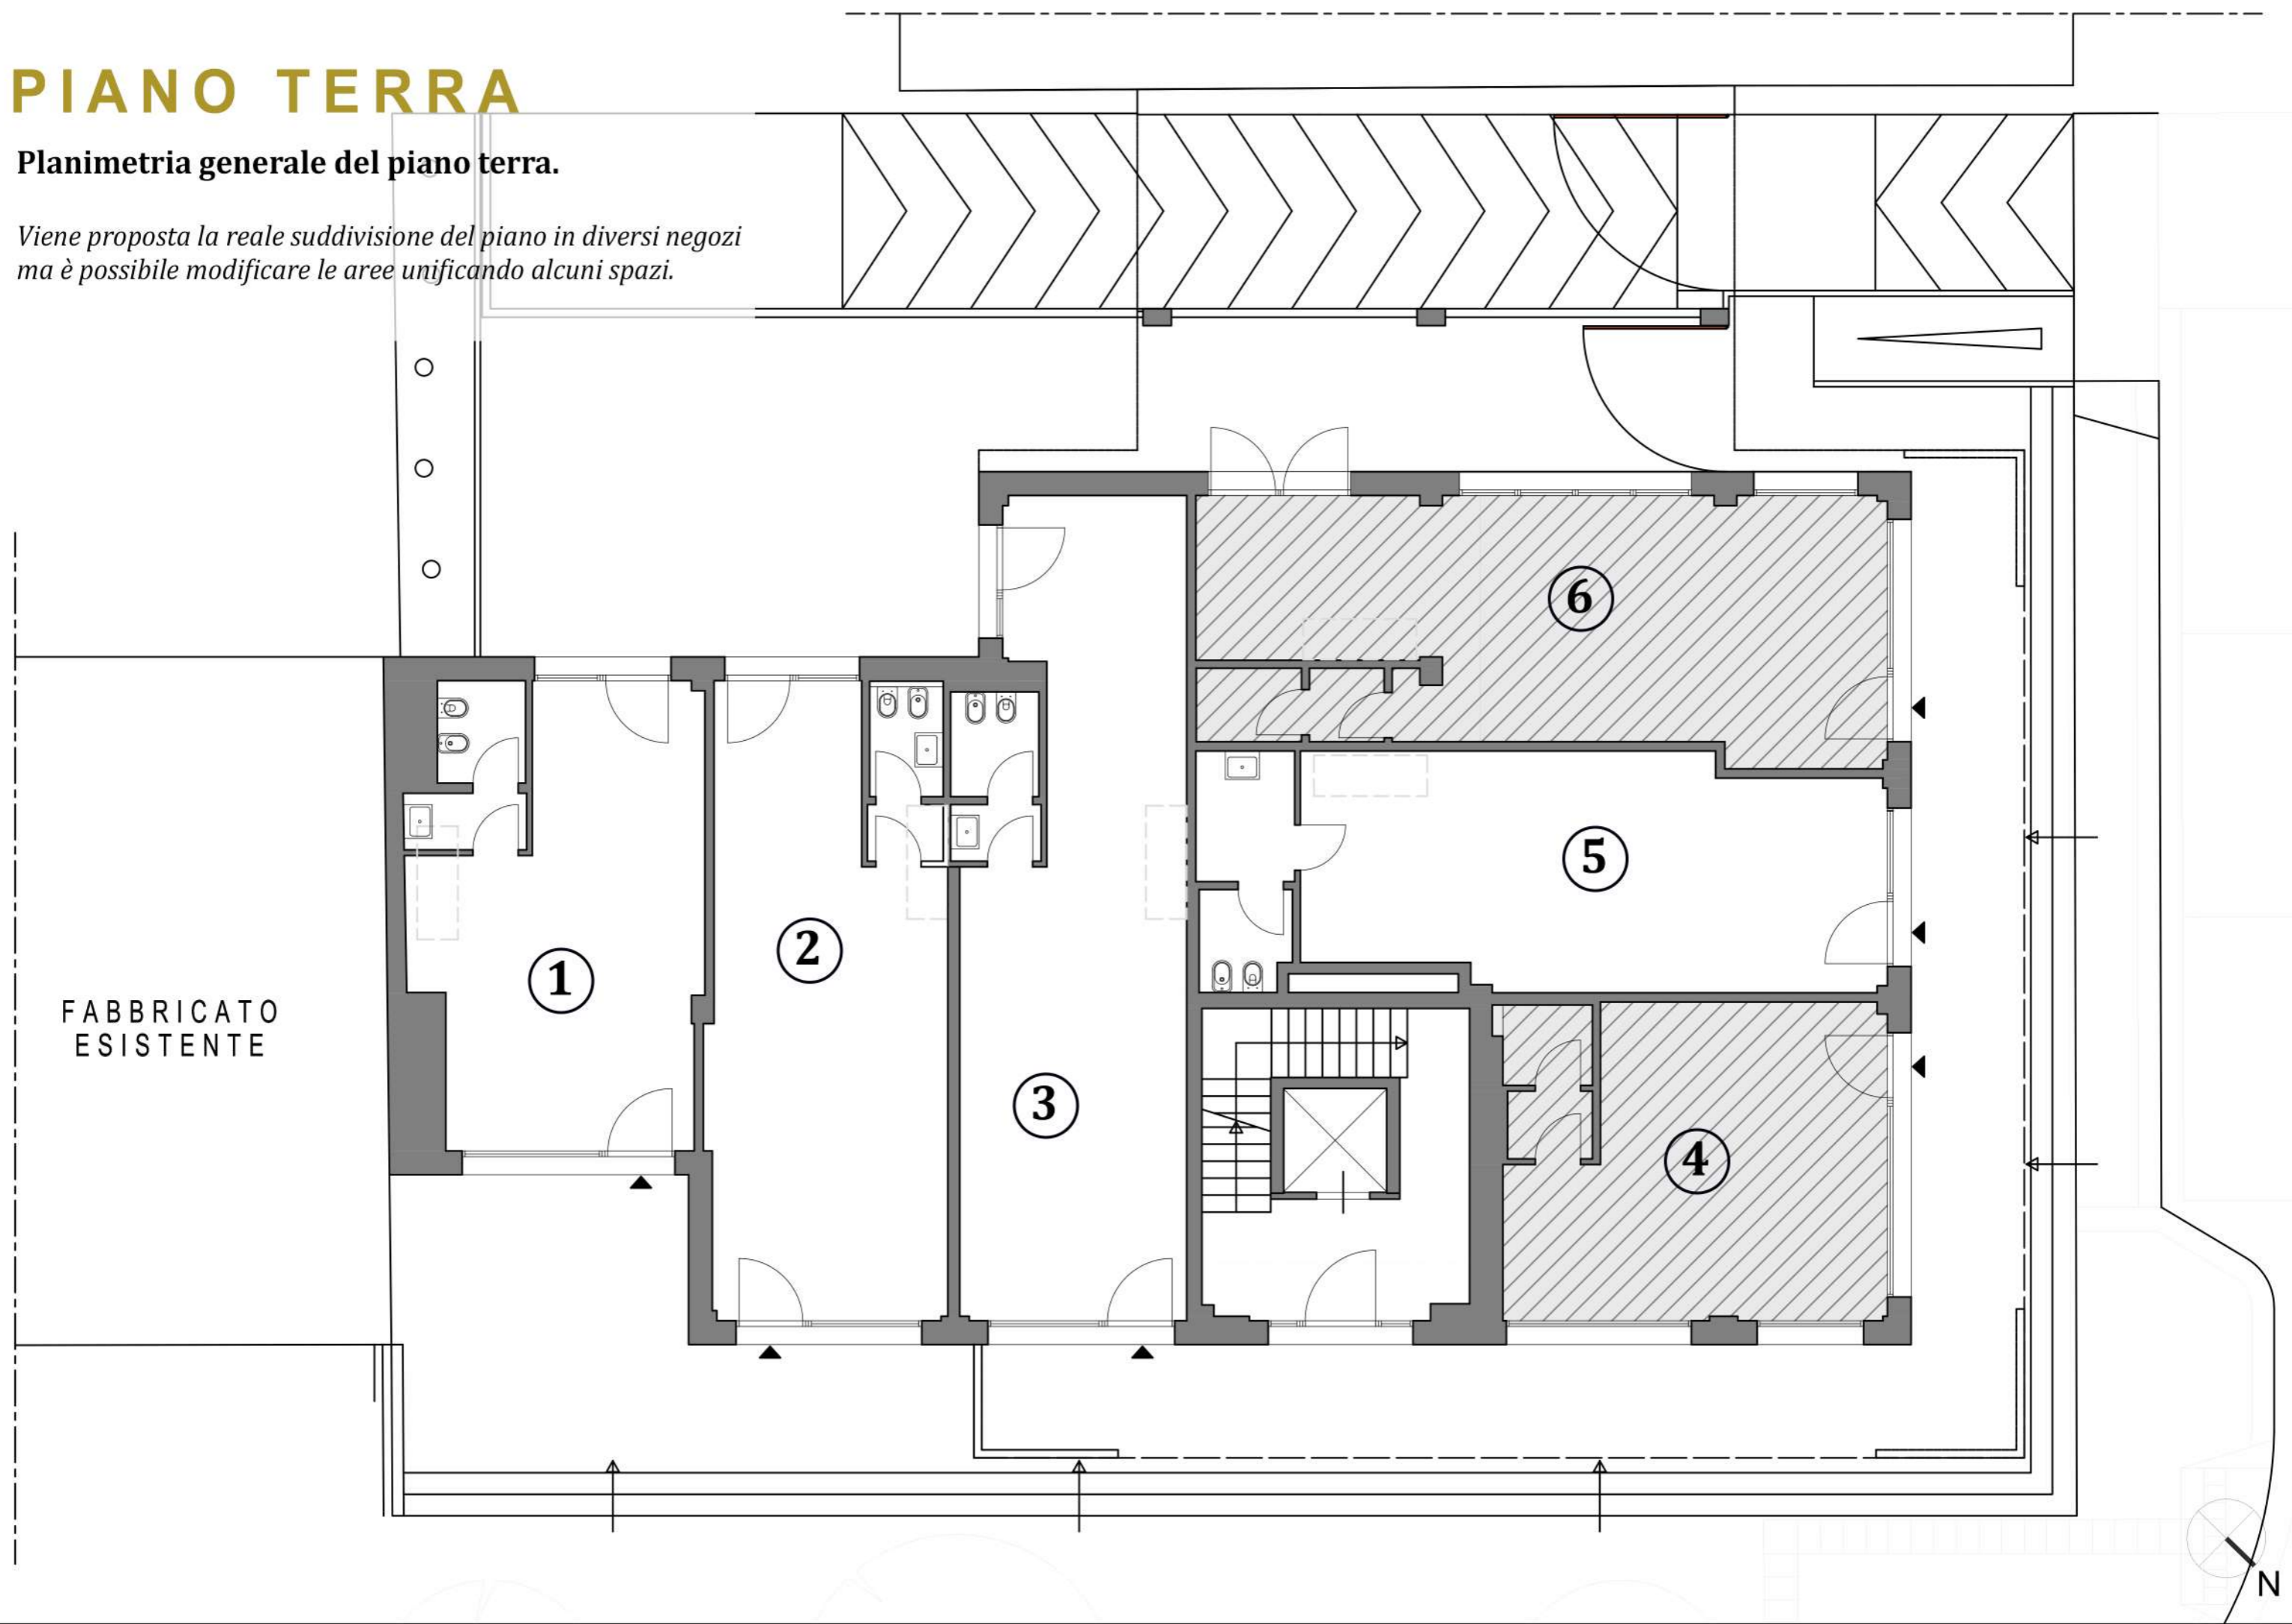 PIANO TERRA
Planimetria generale del piano terra.
Viene proposta la reale suddivisione del piano in diversi negozi
ma è possibile modificare le aree unificando alcuni spazi.
6
5
2
1
FABBRICATO
ESISTENTE
3
4
N